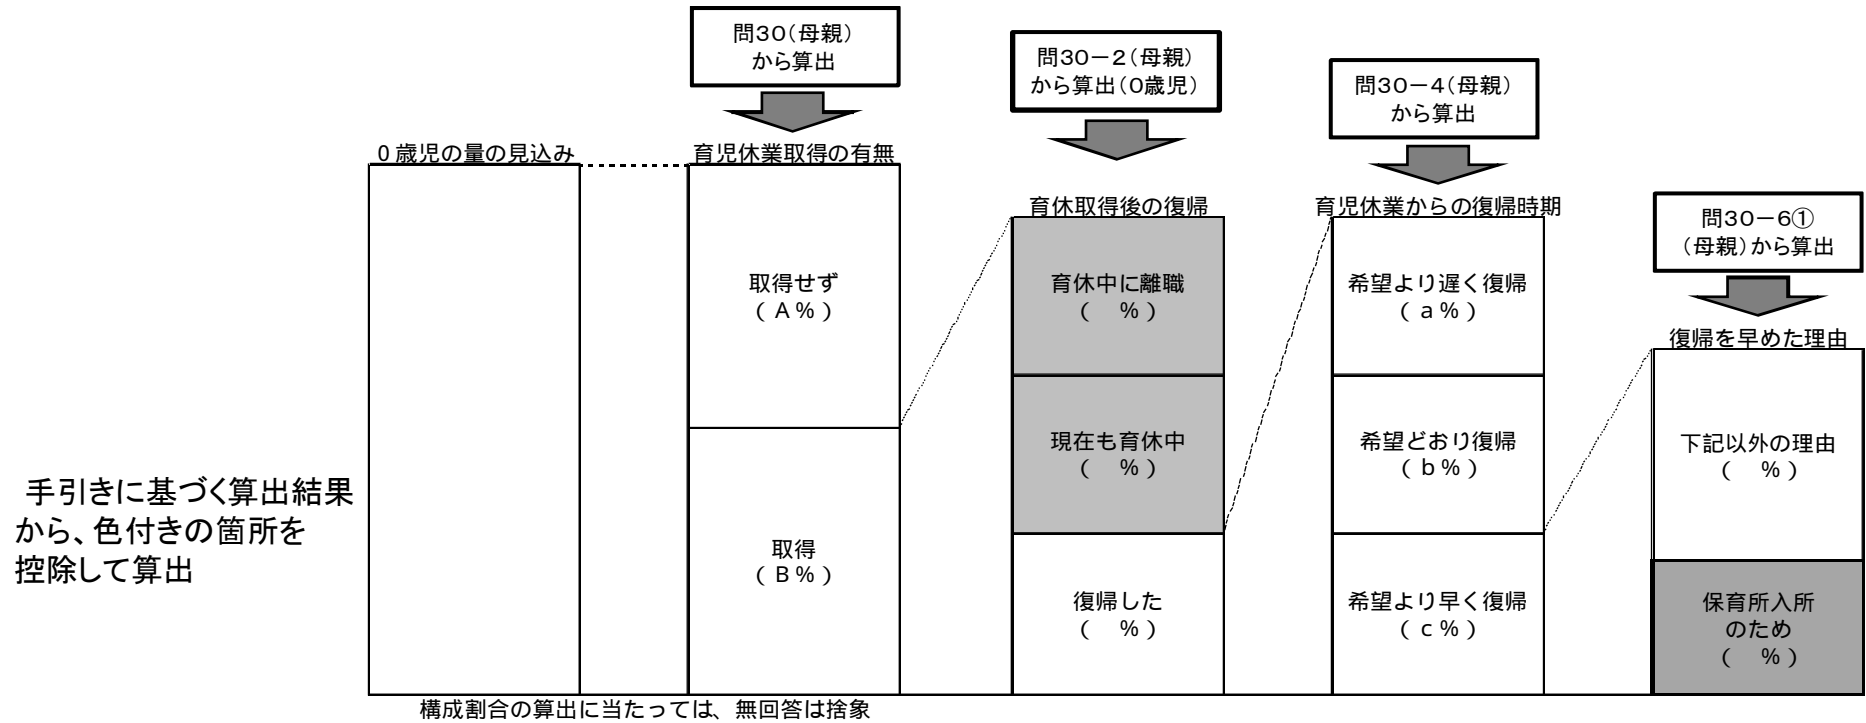 問30(母親)
から算出
問30-2(母親)
から算出(0歳児)
問30-4(母親)
から算出
問30-6①
(母親)から算出
0歳児の量の見込み
育児休業取得の有無
育休取得後の復帰
育児休業からの復帰時期
復帰を早めた理由
取得せず
(A%)
取得
(B%)
育休中に離職
( %)
現在も育休中
( %)
復帰した
( %)
希望より遅く復帰
(a%)
希望どおり復帰
(b%)
希望より早く復帰
(c%)
下記以外の理由
( %)
保育所入所
のため
( %)
手引きに基づく算出結果
から、色付きの箇所を
控除して算出
構成割合の算出に当たっては、無回答は捨象